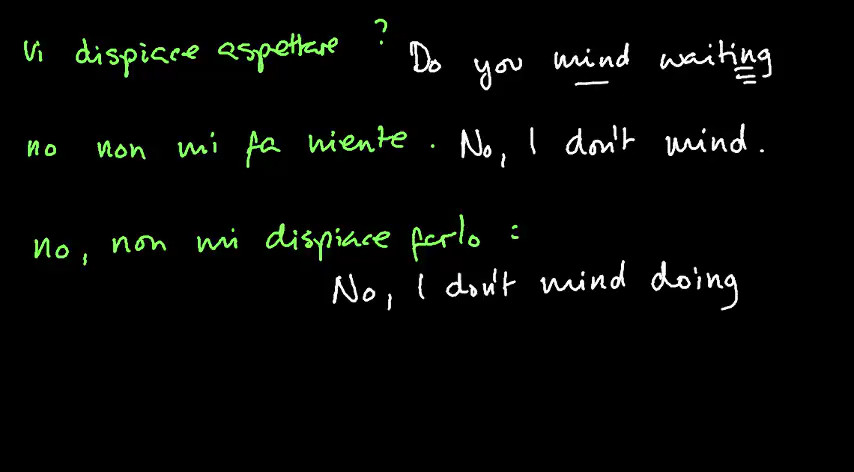 Vi dispiace aspettare ? Do you mind waiting
no non mi fa niente . No, I don't mind .
no, non mi dispiace farlo :
No, I don't mind doing